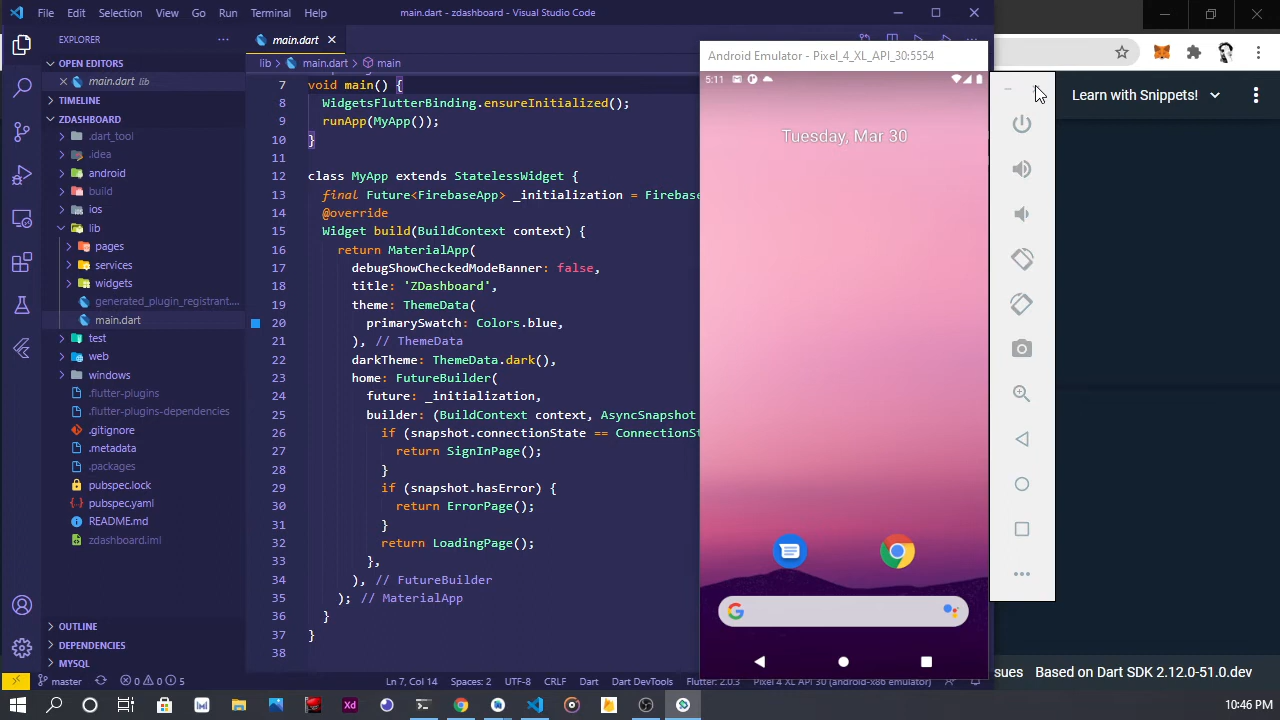 File Edit Selection View Go Run Terminal Help
main.dart - zdashboard - Visual Studio Code
EXPLORER
OPEN EDITORS
main.dart lib
TIMELINE
ZDASHBOARD
.dart_tool
.idea
android
build
ios
lib
pages
services
widgets
generated_plugin_registrant....
main.dart
test
web
windows
.flutter-plugins
.flutter-plugins-dependencies
.gitignore
.metadata
.packages
pubspec.lock
pubspec.yaml
README.md
zdashboard.iml
OUTLINE
DEPENDENCIES
MYSQL
main.dart
lib > main.dart > main
7 void main() {
8 WidgetsFlutterBinding.ensureInitialized();
9 runApp(MyApp());
10 }
11
12 class MyApp extends StatelessWidget {
13 final Future<FirebaseApp> _initialization = Firebase
14 @override
15 Widget build(BuildContext context) {
16 return MaterialApp(
17 debugShowCheckedModeBanner: false,
18 title: 'ZDashboard',
19 theme: ThemeData(
20 primarySwatch: Colors.blue,
21 ), // ThemeData
22 darkTheme: ThemeData.dark(),
23 home: FutureBuilder(
24 future: _initialization,
25 builder: (BuildContext context, AsyncSnapshot
26 if (snapshot.connectionState == ConnectionSt
27 return SignInPage();
28 }
29 if (snapshot.hasError) {
30 return ErrorPage();
31 }
32 return LoadingPage();
33 },
34 ), // FutureBuilder
35 ); // MaterialApp
36 }
37 }
38
Android Emulator - Pixel_4_XL_API_30:5554
5:11
Tuesday, Mar 30
Learn with Snippets!
sues Based on Dart SDK 2.12.0-51.0.dev
master 0 0 5
Ln 7, Col 14 Spaces: 2 UTF-8 CRLF Dart Dart DevTools Flutter: 2.0.3 Pixel 4 XL API 30 (android-x86 emulator)
Xd
10:46 PM